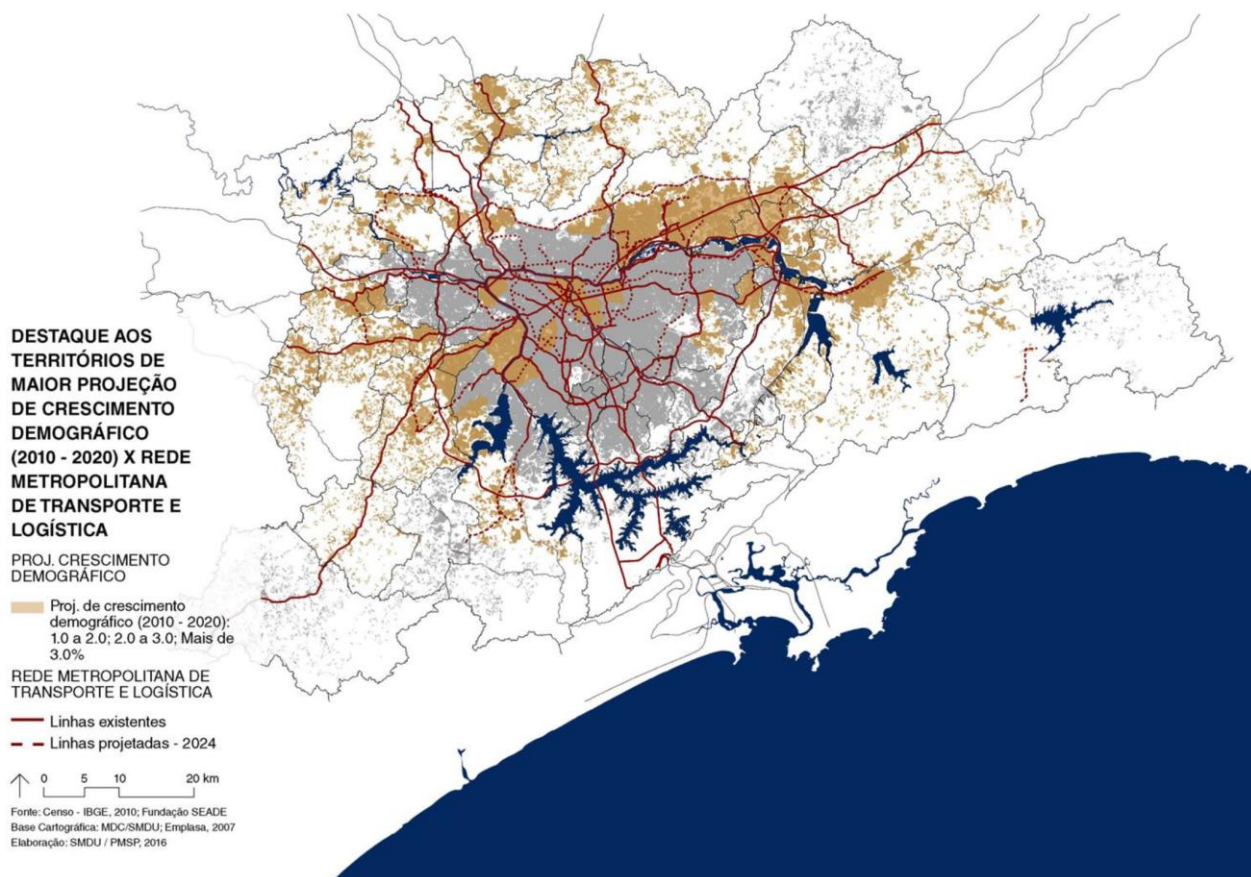 DESTAQUE AOS
TERRITÓRIOS DE
MAIOR PROJEÇÃO
DE CRESCIMENTO
DEMOGRÁFICO
(2010 - 2020) X REDE
METROPOLITANA
DE TRANSPORTE E
LOGÍSTICA
PROJ. CRESCIMENTO
DEMOGRÁFICO
Proj. de crescimento
demográfico (2010 - 2020):
1.0 a 2.0; 2.0 a 3.0; Mais de
3.0%
REDE METROPOLITANA DE
TRANSPORTE E LOGÍSTICA
Linhas existentes
Linhas projetadas - 2024
0 5 10 20 km
Fonte: Censo - IBGE, 2010; Fundação SEADE
Base Cartográfica: MDC/SMDU; Emplasa, 2007
Elaboração: SMDU / PMSP, 2016